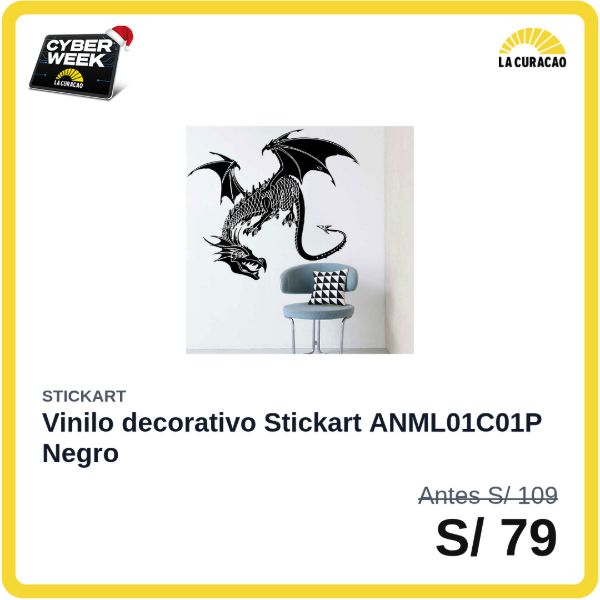 CYBER
WEEK
LA CURACAO
LA CURACAO
STICKART
Vinilo decorativo Stickart ANML01C01P
Negro
Antes S/ 109
S/ 79